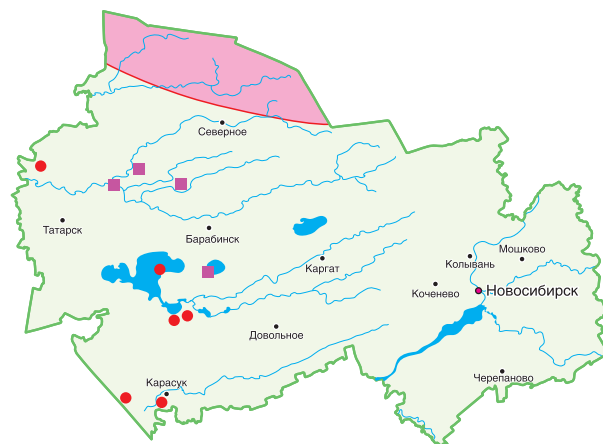 Северное
Татарск
Барабинск
Мошково
Колывань
Каргат
Коченево
Новосибирск
Довольное
Черепаново
Карасук